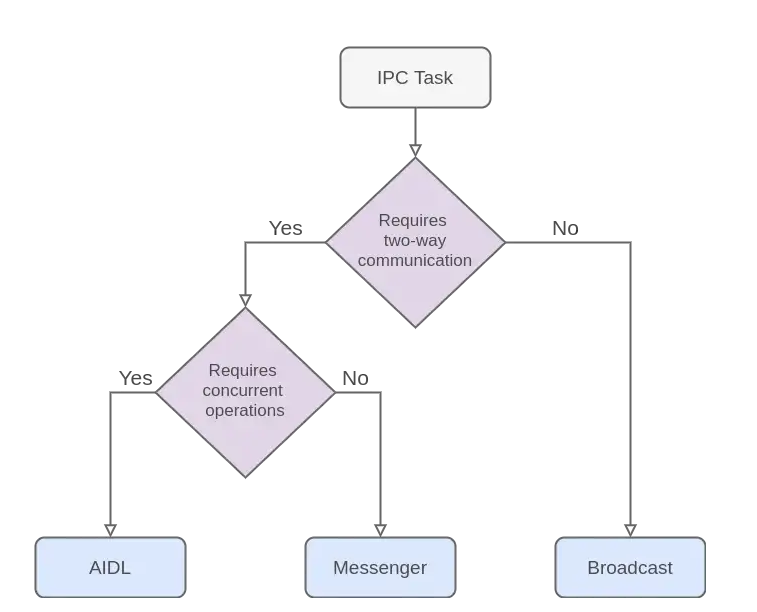 IPC Task
Requires
two-way
communication
Yes
No
Requires
concurrent
operations
Yes
No
AIDL
Messenger
Broadcast